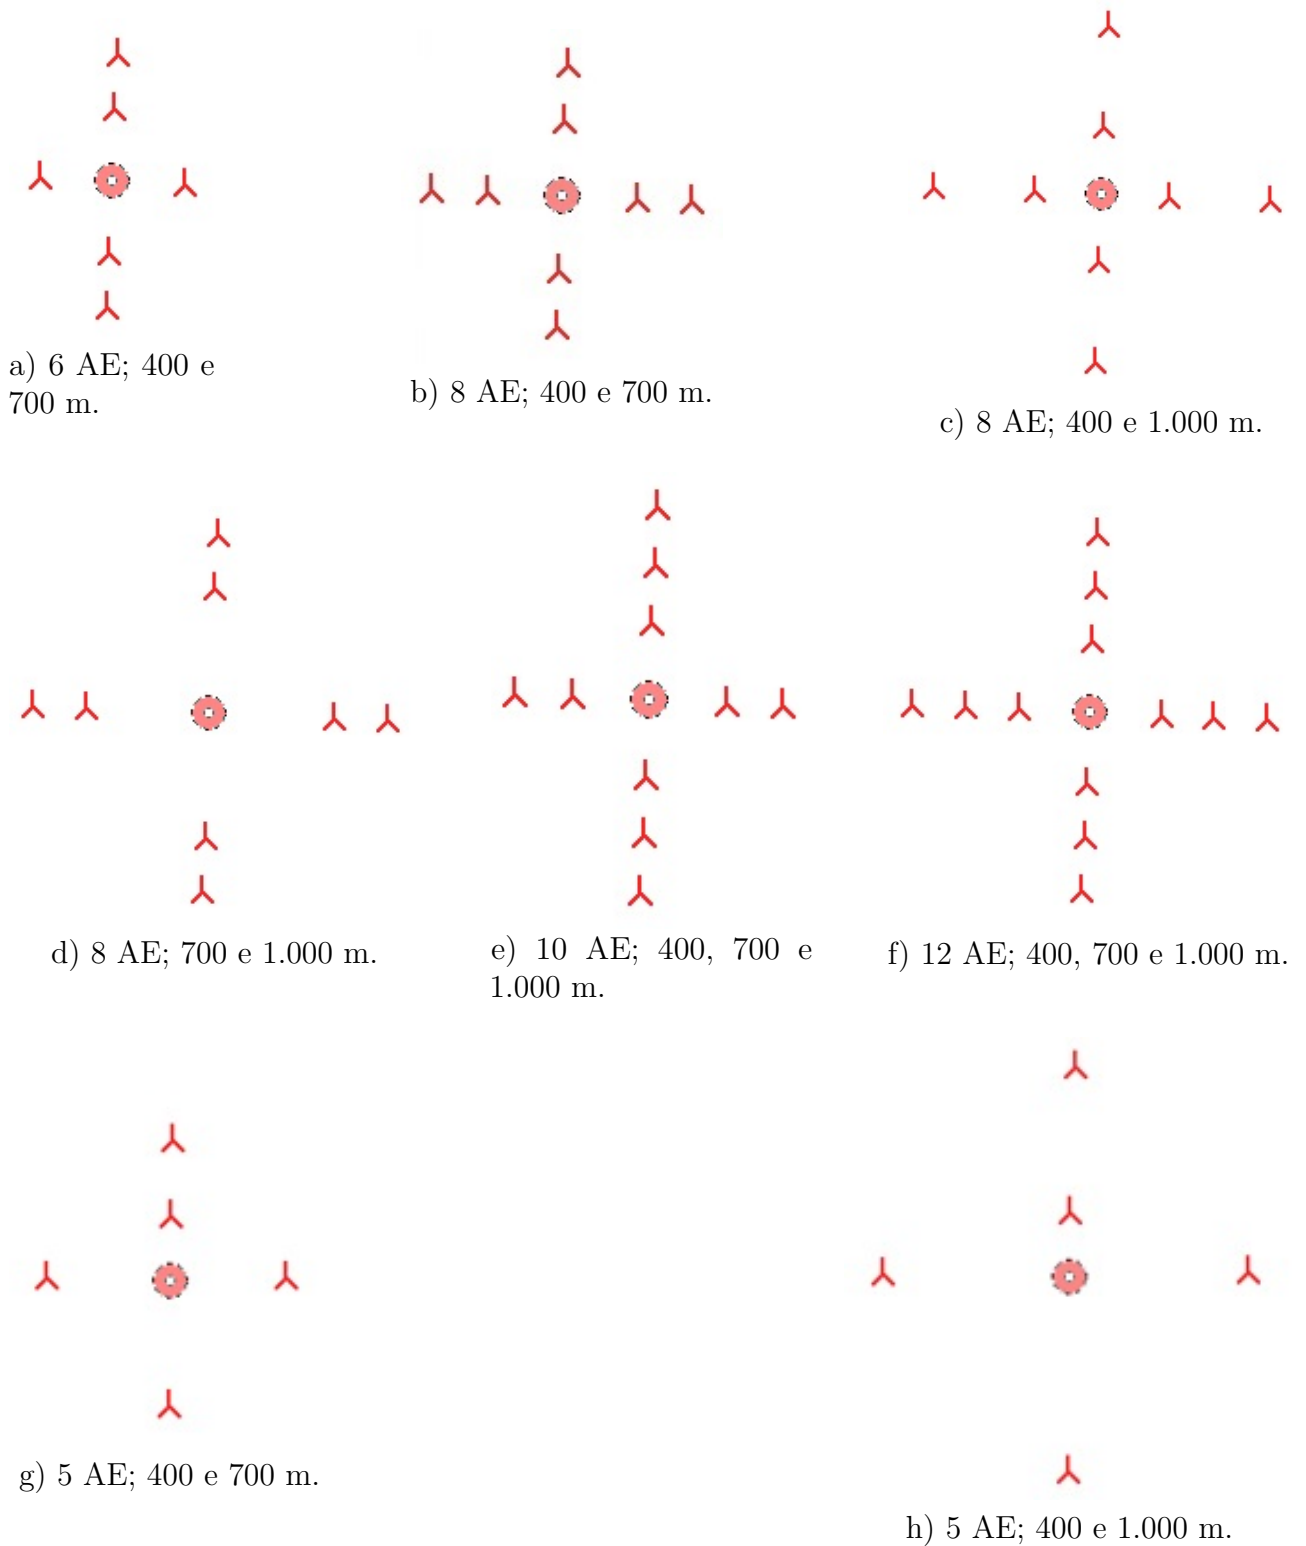 a) 6 AE; 400 e
700 m.
b) 8 AE; 400 e 700 m.
c) 8 AE; 400 e 1.000 m.
d) 8 AE; 700 e 1.000 m.
e) 10 AE; 400, 700 e
1.000 m.
f) 12 AE; 400, 700 e 1.000 m.
g) 5 AE; 400 e 700 m.
h) 5 AE; 400 e 1.000 m.